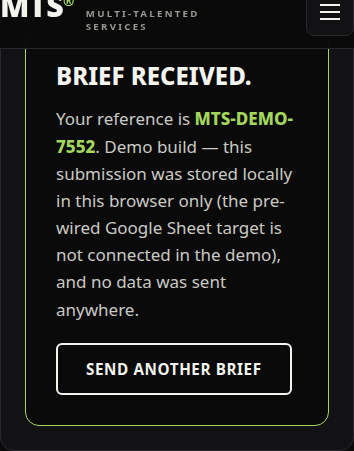 MTS®
MULTI-TALENTED
SERVICES
BRIEF RECEIVED.
Your reference is MTS-DEMO-
7552. Demo build — this
submission was stored locally
in this browser only (the pre-
wired Google Sheet target is
not connected in the demo),
and no data was sent
anywhere.
SEND ANOTHER BRIEF